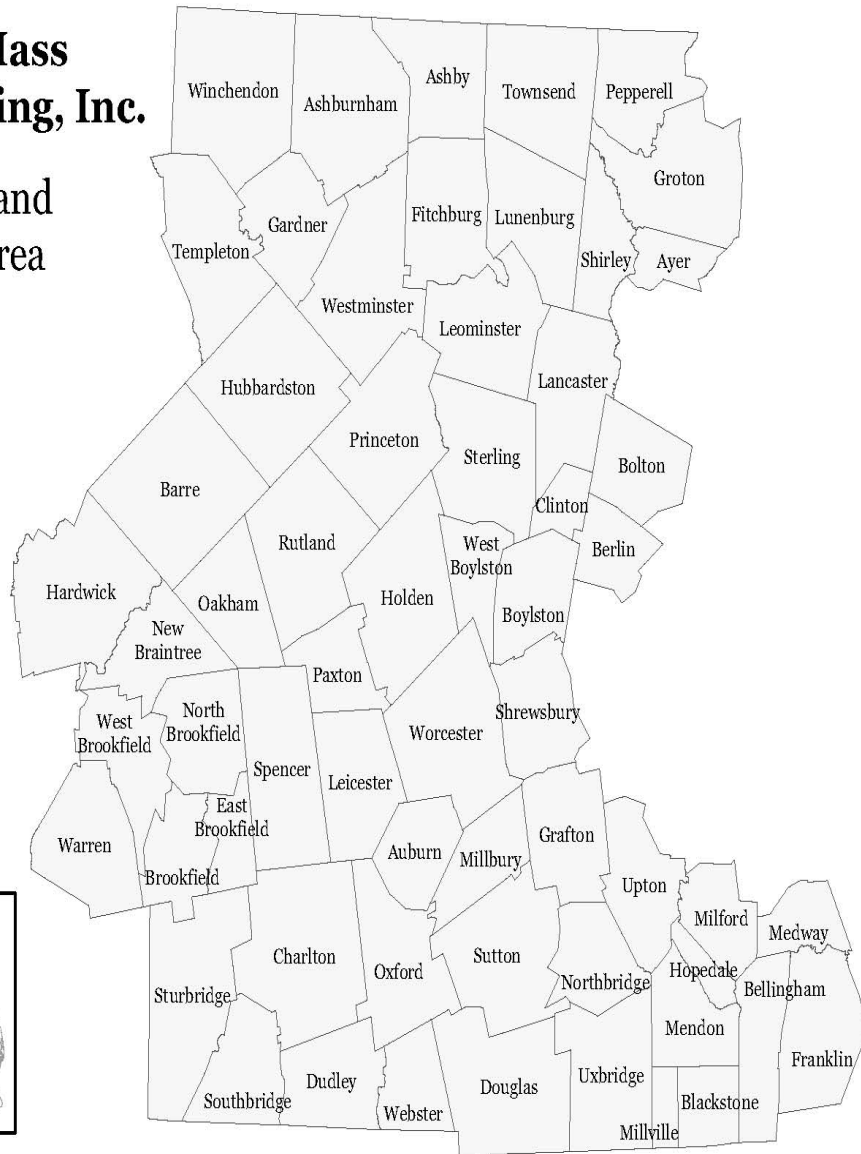 Mass
ing, Inc.
and
rea
Winchendon
Ashburnham
Ashby
Townsend
Pepperell
Groton
Gardner
Fitchburg
Lunenburg
Templeton
Shirley
Ayer
Westminster
Leominster
Hubbardston
Lancaster
Princeton
Sterling
Bolton
Barre
Clinton
Rutland
West
Boylston
Berlin
Hardwick
Oakham
Holden
Boylston
New
Braintree
Paxton
West
Brookfield
North
Brookfield
Spencer
Worcester
Shrewsbury
Leicester
East
Brookfield
Warren
Auburn
Millbury
Grafton
Brookfield
Upton
Milford
Medway
Charlton
Oxford
Sutton
Hopedale
Northbridge
Bellingham
Sturbridge
Mendon
Franklin
Southbridge
Dudley
Webster
Douglas
Uxbridge
Blackstone
Millville